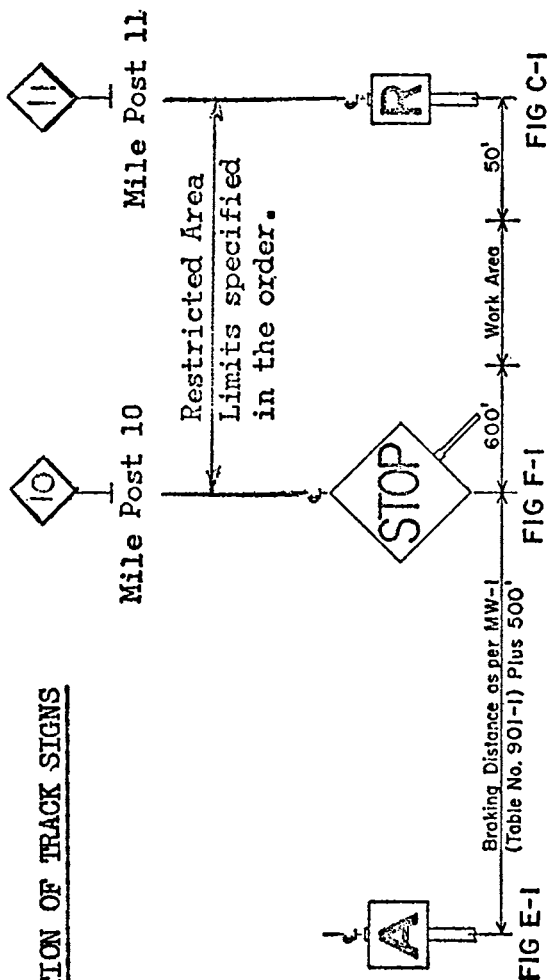 TION OF TRACK SIGNS
10
Mile Post 10
11
Mile Post 11
Restricted Area
Limits specified
in the order.
A
STOP
R
Braking Distance as per MW-1
(Table No. 901-1) Plus 500'
600'
Work Area
50'
FIG E-1
FIG F-1
FIG C-1